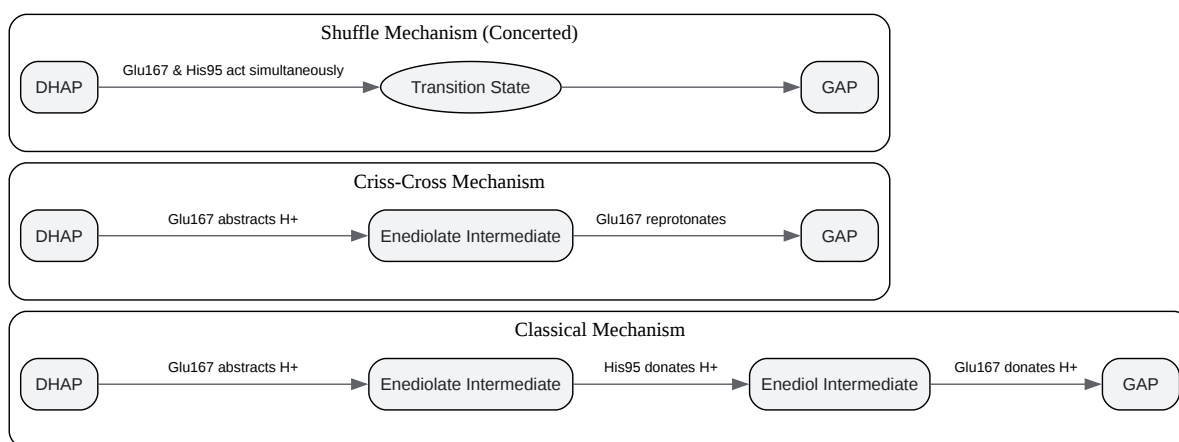 Shuffle Mechanism (Concerted)
DHAP
Glu167 & His95 act simultaneously
Transition State
GAP
Criss-Cross Mechanism
DHAP
Glu167 abstracts H+
Enediolate Intermediate
Glu167 reprotonates
GAP
Classical Mechanism
DHAP
Glu167 abstracts H+
Enediolate Intermediate
His95 donates H+
Enediol Intermediate
Glu167 donates H+
GAP